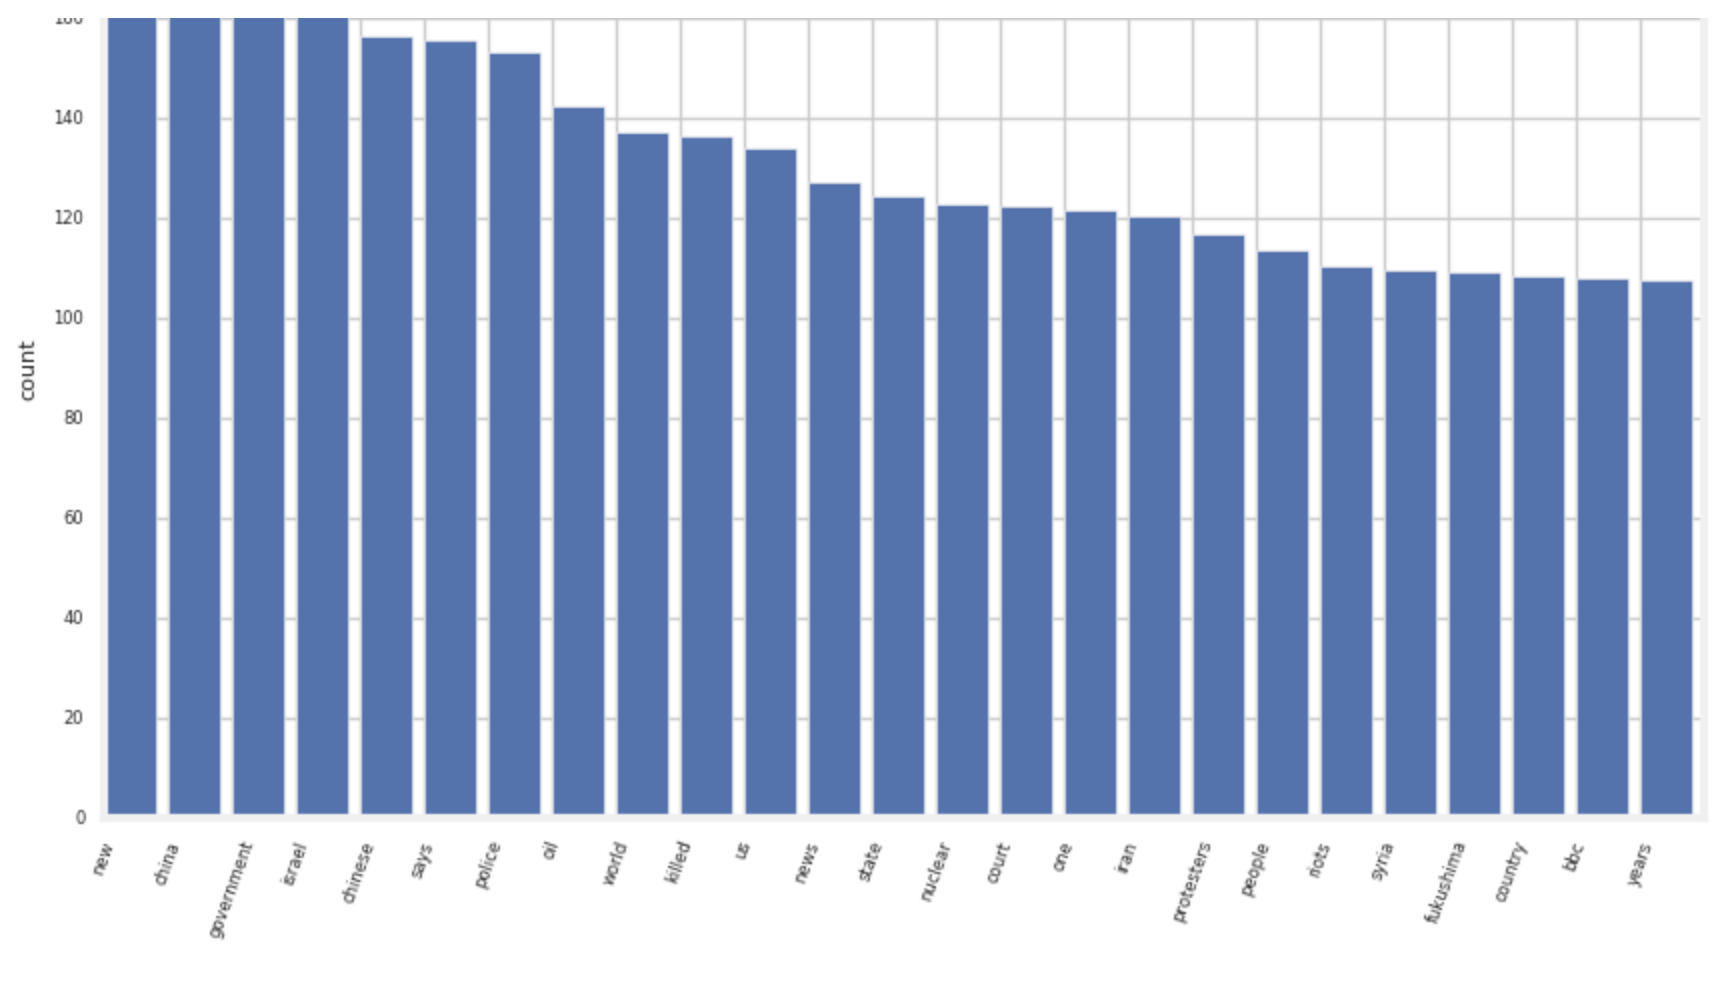 160
140
120
100
80
60
40
20
0
count
new
china
government
israel
chinese
says
police
oil
world
killed
us
news
state
nuclear
court
one
iran
protesters
people
riots
syria
fukushima
country
bbc
years